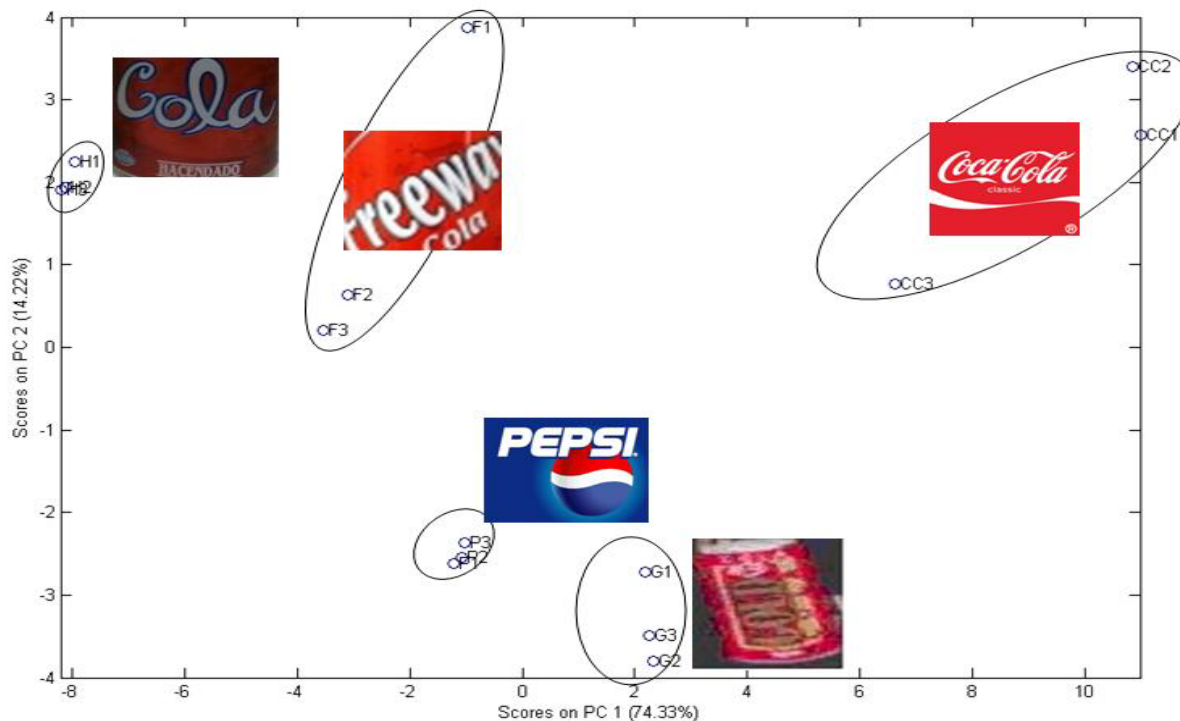 4
3
2
1
0
-1
-2
-3
-4
Scores on PC 2 (14.22%)
-8
-6
-4
-2
0
2
4
6
8
10
Scores on PC 1 (74.33%)
F1
CC2
CC1
H1
H2
CC3
F2
F3
P3
P2
P1
G1
G3
G2
Cola
HACENDADO
freeway
Cola
Coca-Cola
classic
®
PEPSI